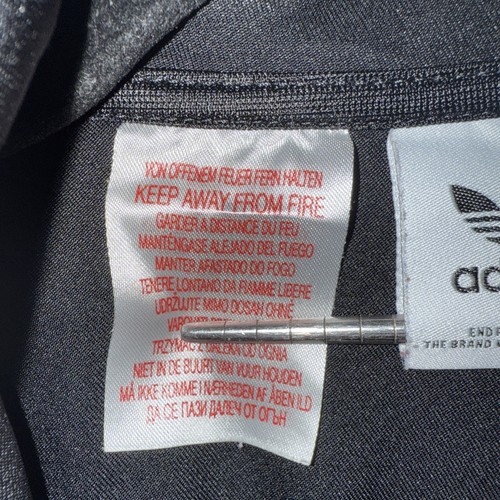 VON OFFENEM FEUER FERN HALTEN
KEEP AWAY FROM FIRE
GARDER A DISTANCE DU FEU
MANTÉNGASE ALEJADO DEL FUEGO
MANTER AFASTADO DO FOGO
TENERE LONTANO DA FIAMME LIBERE
UDRŽUJTE MIMO DOSAH OHNĚ
TRZYMAĆ Z DALEKA OD OGNIA
NIET IN DE BUURT VAN VUUR HOUDEN
MÅ IKKE KOMME I NÆRHEDEN AF ÅBEN ILD
ДА СЕ ПАЗИ ДАЛЕЧ ОТ ОГЪН
THE BRAND